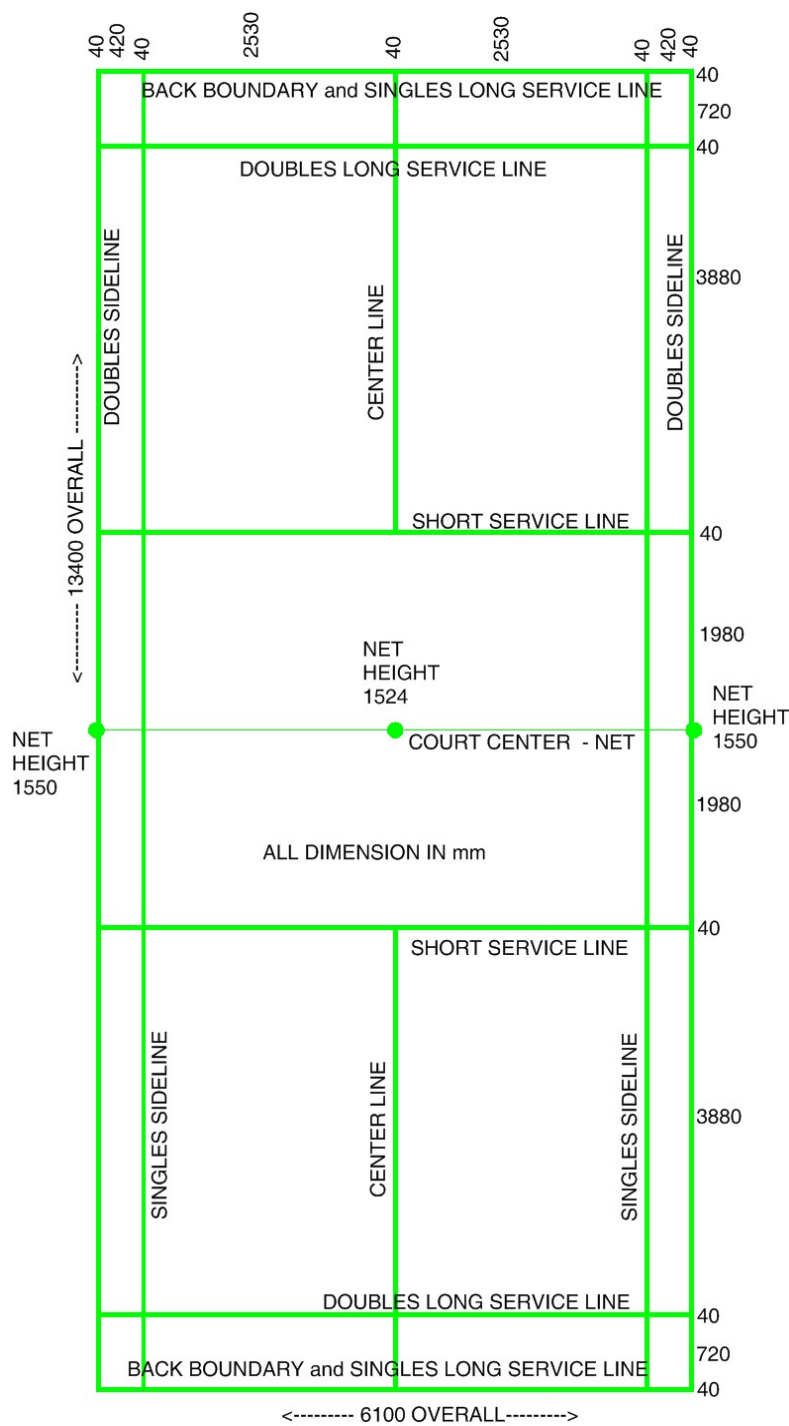 40 420 40 2530 40 2530 40 420 40
40
BACK BOUNDARY and SINGLES LONG SERVICE LINE
720
40
DOUBLES LONG SERVICE LINE
DOUBLES SIDELINE
CENTER LINE
DOUBLES SIDELINE
3880
<--------- 13400 OVERALL ---------->
SHORT SERVICE LINE
40
1980
NET
HEIGHT
1524
NET
HEIGHT
1550
COURT CENTER - NET
NET
HEIGHT
1550
1980
ALL DIMENSION IN mm
40
SHORT SERVICE LINE
SINGLES SIDELINE
CENTER LINE
SINGLES SIDELINE
3880
DOUBLES LONG SERVICE LINE
40
720
BACK BOUNDARY and SINGLES LONG SERVICE LINE
40
<--------- 6100 OVERALL--------->